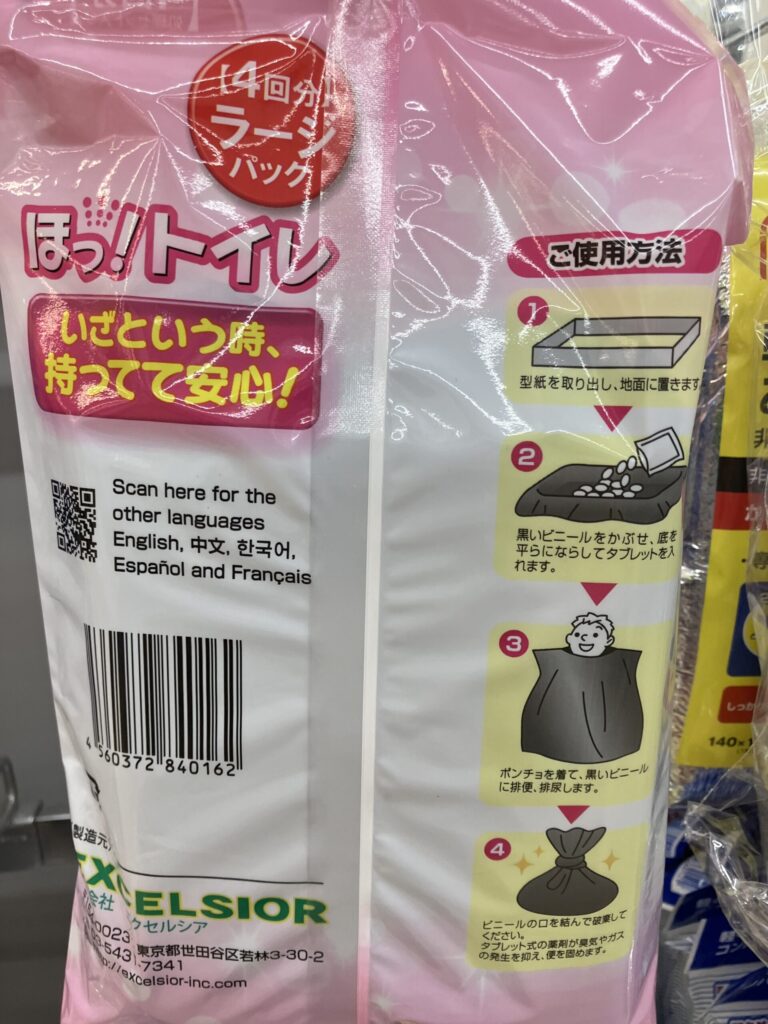 【4回分】
ラージ
パック
ほっ!トイレ
いざという時、
持ってて安心!
Scan here for the
other languages
English, 中文, 한국어,
Español and Français
4 560372 840162
製造元
EXCELSIOR
会社 クセルシア
0023 東京都世田谷区若林3-30-2
7341
excelsior-inc.com
ご使用方法
1
型紙を取り出し、地面に置きます
2
黒いビニールをかぶせ、底を
平らにならしてタブレットを入
れます。
3
ポンチョを着て、黒いビニール
に排便、排尿します。
4
ビニールの口を結んで破棄して
ください。
タブレット式の薬剤が臭気やガス
の発生を抑え、便を固めます。
非
非
140×